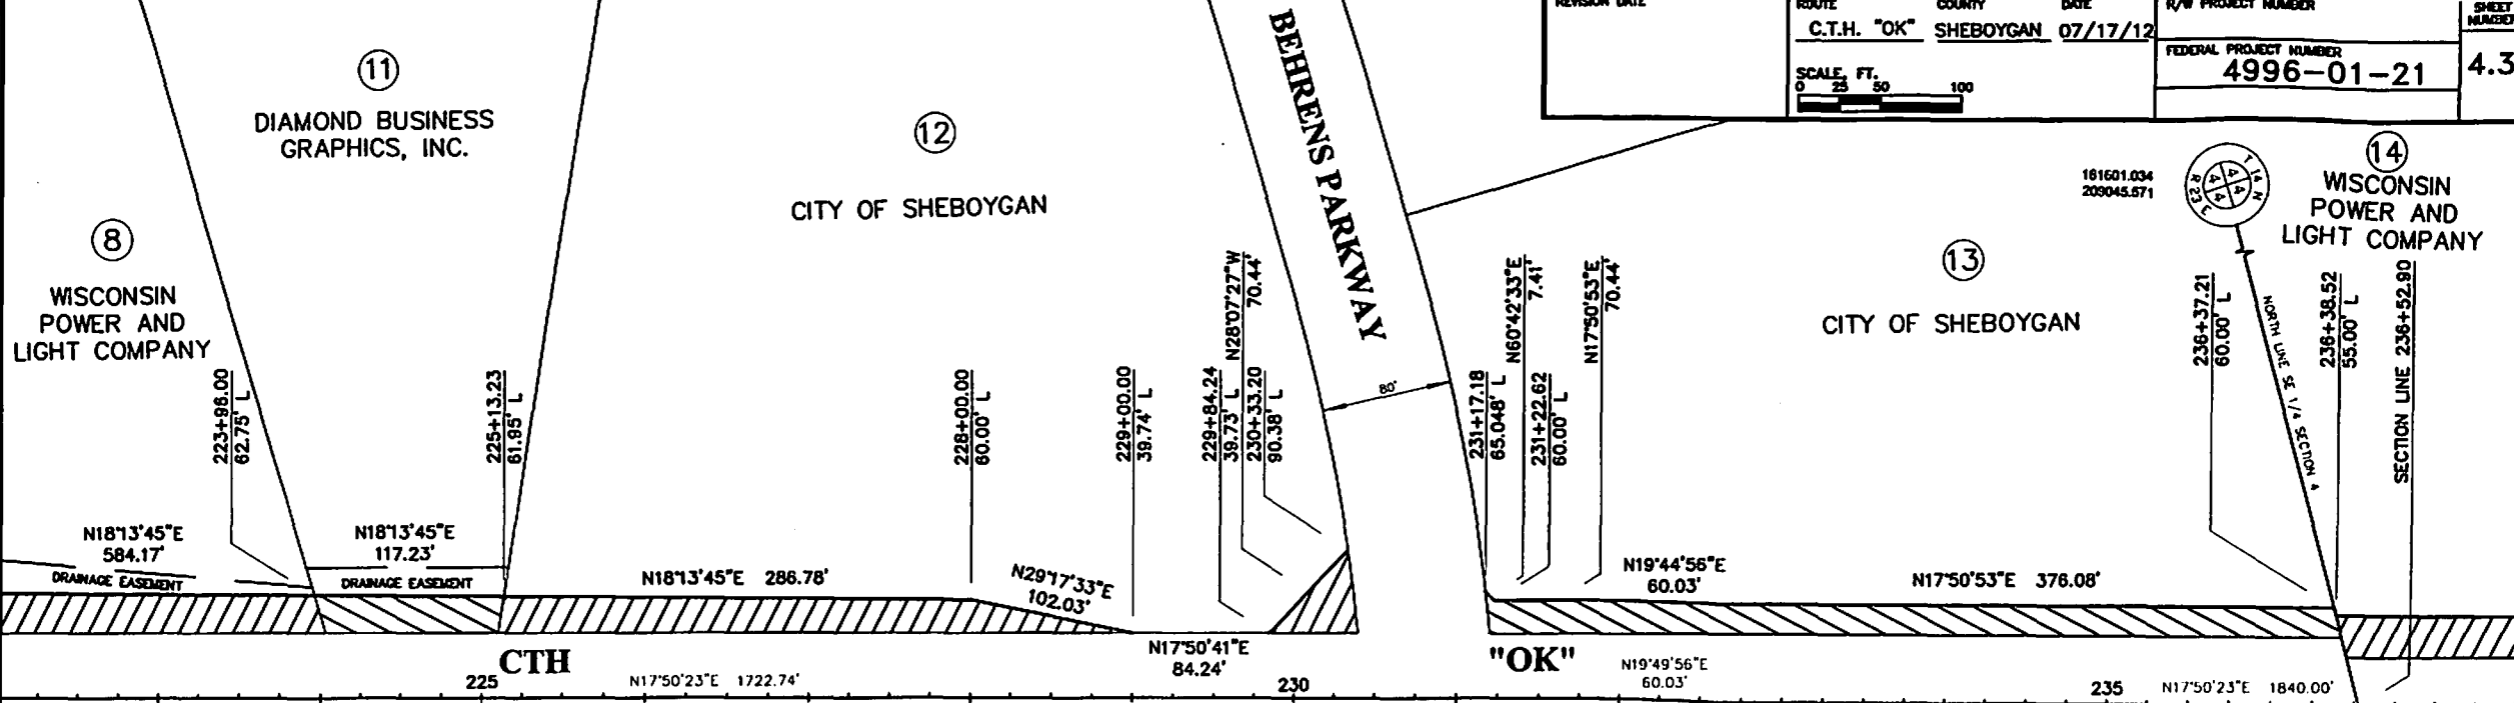 REVISION DATE
ROUTE
C.T.H. "OK"
COUNTY
SHEBOYGAN
DATE
07/17/12
R/W PROJECT NUMBER
FEDERAL PROJECT NUMBER
4996-01-21
SHEET
NUMBER
4.3
SCALE, FT.
0 25 50 100
11
DIAMOND BUSINESS
GRAPHICS, INC.
12
CITY OF SHEBOYGAN
BEHRENS PARKWAY
80'
8
WISCONSIN
POWER AND
LIGHT COMPANY
13
CITY OF SHEBOYGAN
14
WISCONSIN
POWER AND
LIGHT COMPANY
181601.034
209045.571
T 14 N
R 23 E
4 4
4 4
NORTH LINE SE 1/4 SECTION 4
223+96.00
62.75' L
225+13.23
61.95' L
228+00.00
60.00' L
229+00.00
39.74' L
229+84.24
39.73' L
N28°07'27"W
70.44'
230+33.20
90.38' L
231+17.18
65.048' L
N60°42'33"E
7.41'
231+22.62
60.00' L
N17°50'53"E
70.44'
236+37.21
60.00' L
236+38.52
55.00' L
SECTION LINE 236+52.90
N18°13'45"E
584.17'
DRAINAGE EASEMENT
N18°13'45"E
117.23'
DRAINAGE EASEMENT
N18°13'45"E 286.78'
N29°17'33"E
102.03'
N17°50'41"E
84.24'
N19°44'56"E
60.03'
N17°50'53"E 376.08'
CTH
"OK"
225
N17°50'23"E 1722.74'
230
N19°49'56"E
60.03'
235
N17°50'23"E 1840.00'